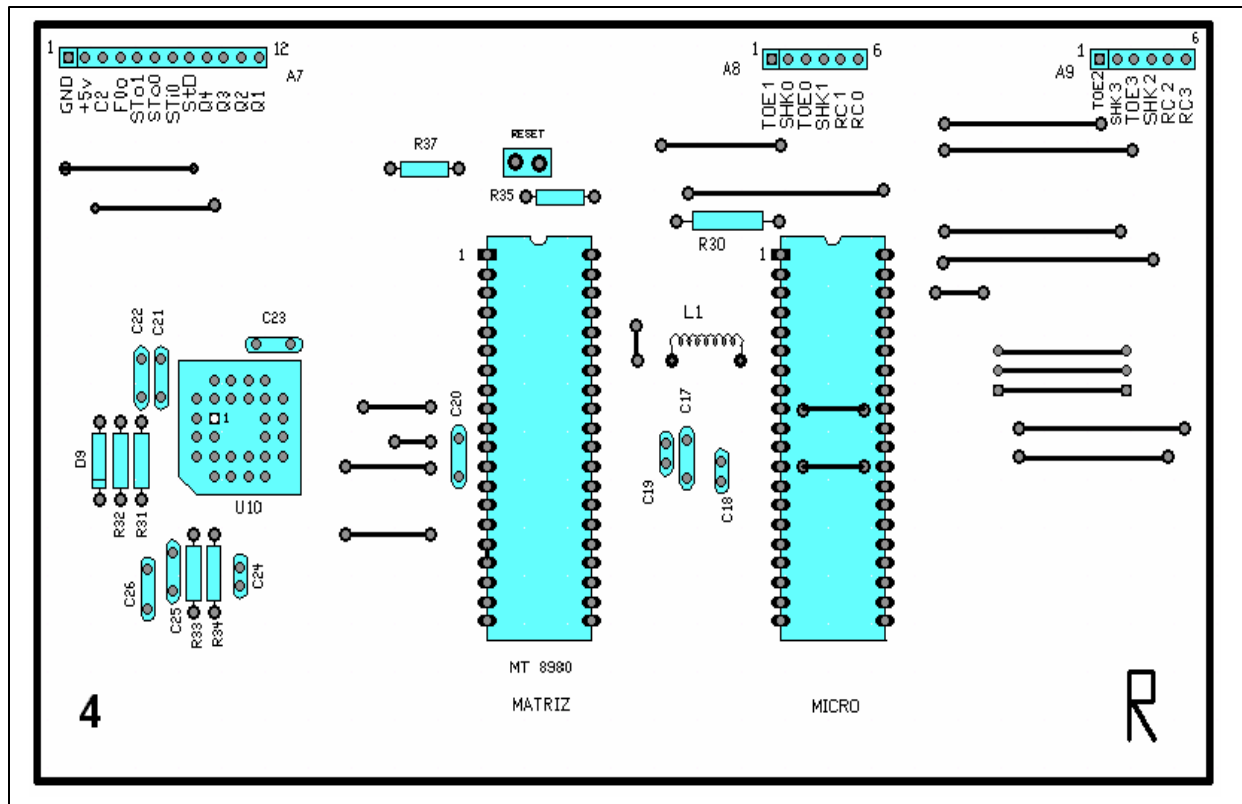 1 12 A7
GND
+5v
C2
F0o
STo1
STo0
STi0
StD
Q4
Q3
Q2
Q1
1 6 A8
TOE1
SHK0
TOE0
SHK1
RC1
RC0
1 6 A9
TOE2
SHK3
TOE3
SHK2
RC2
RC3
R37
RESET
R35
R30
1
1
L1
C22
C21
C23
C20
C17
1
D9
R32
R31
U10
C19
C18
C26
C25
R33
R34
C24
MT 8980
MATRIZ
MICRO
4
R